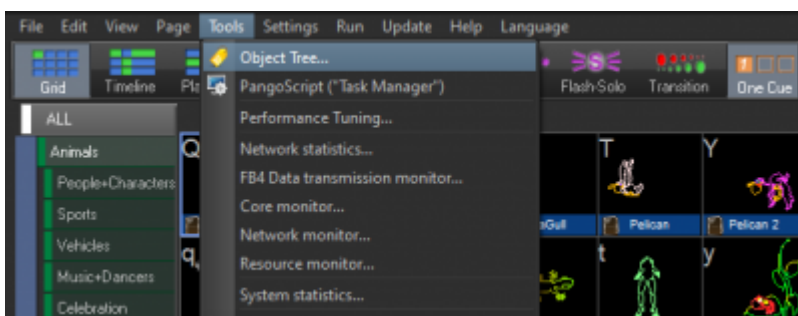 File Edit View Page Tools Settings Run Update Help Language
Grid Timeline Flash-Solo Transition One Cue
Object Tree...
PangoScript ("Task Manager")
Performance Tuning...
Network statistics...
FB4 Data transmission monitor...
Core monitor...
Network monitor...
Resource monitor...
System statistics...
ALL
Animals
People+Characters
Sports
Vehicles
Music+Dancers
Celebration
Q T Y
Pelican Pelican 2
q t y